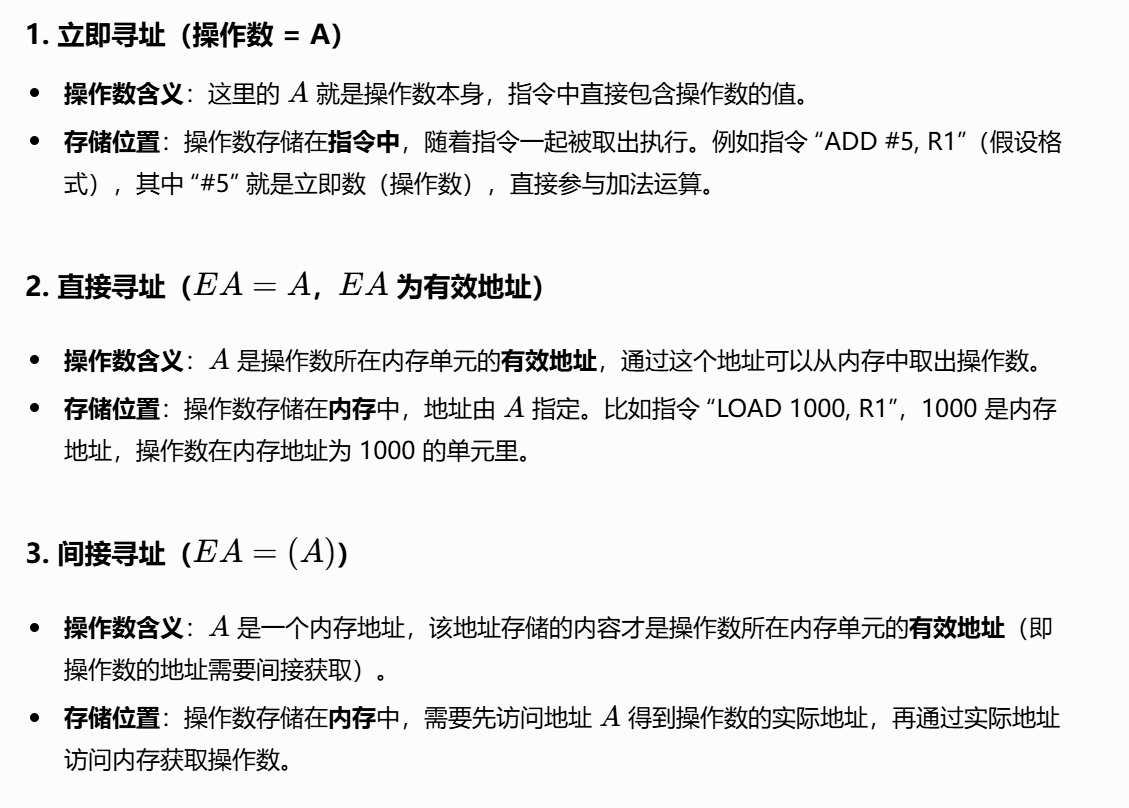 1. 立即寻址（操作数 = A）
• 操作数含义：这里的 A 就是操作数本身，指令中直接包含操作数的值。
• 存储位置：操作数存储在指令中，随着指令一起被取出执行。例如指令 “ADD #5, R1”（假设格
式），其中 “#5” 就是立即数（操作数），直接参与加法运算。
2. 直接寻址（EA = A，EA 为有效地址）
• 操作数含义：A 是操作数所在内存单元的有效地址，通过这个地址可以从内存中取出操作数。
• 存储位置：操作数存储在内存中，地址由 A 指定。比如指令 “LOAD 1000, R1”，1000 是内存
地址，操作数在内存地址为 1000 的单元里。
3. 间接寻址（EA = (A)）
• 操作数含义：A 是一个内存地址，该地址存储的内容才是操作数所在内存单元的有效地址（即
操作数的地址需要间接获取）。
• 存储位置：操作数存储在内存中，需要先访问地址 A 得到操作数的实际地址，再通过实际地址
访问内存获取操作数。